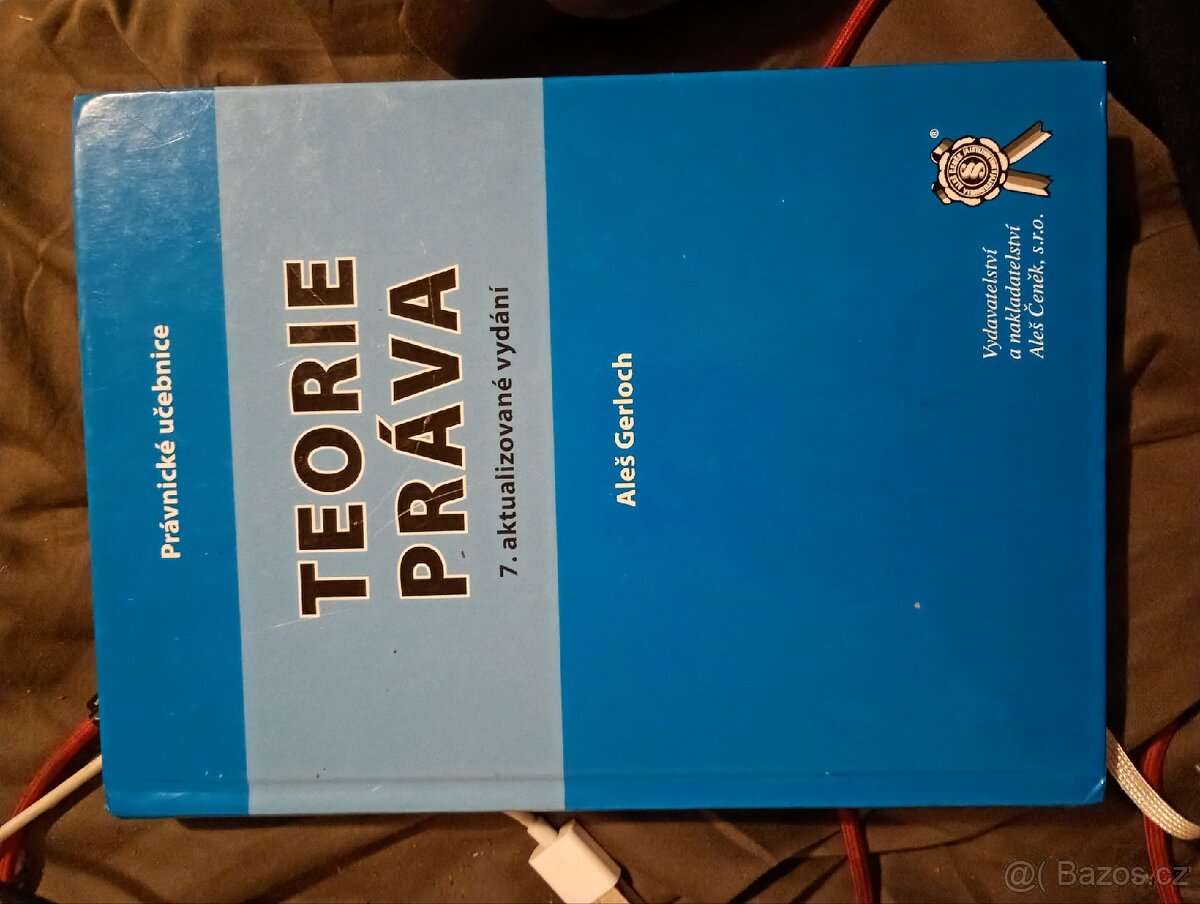 Právnické učebnice
TEORIE
PRÁVA
7. aktualizované vydání
Aleš Gerloch
Vydavatelství
a nakladatelství
Aleš Čeněk, s.r.o.
®
§
@( Bazos.cz